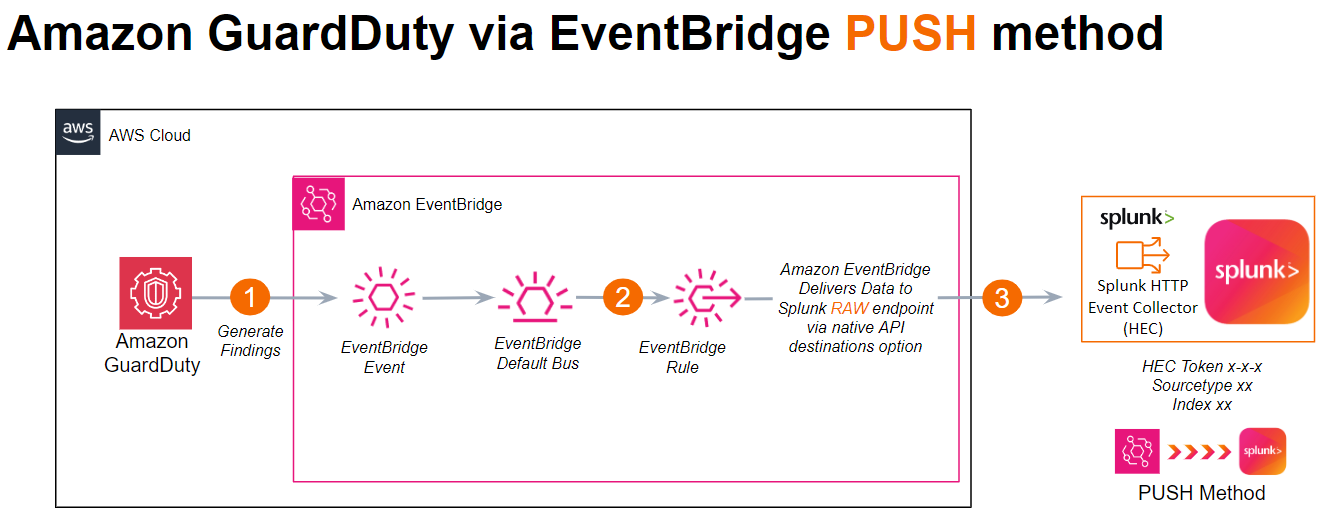 Amazon GuardDuty via EventBridge PUSH method
aws
AWS Cloud
Amazon EventBridge
Amazon
GuardDuty
1
Generate
Findings
EventBridge
Event
EventBridge
Default Bus
2
EventBridge
Rule
Amazon EventBridge
Delivers Data to
Splunk RAW endpoint
via native API
destinations option
3
splunk>
Splunk HTTP
Event Collector
(HEC)
splunk>
HEC Token x-x-x
Sourcetype xx
Index xx
splunk>
PUSH Method